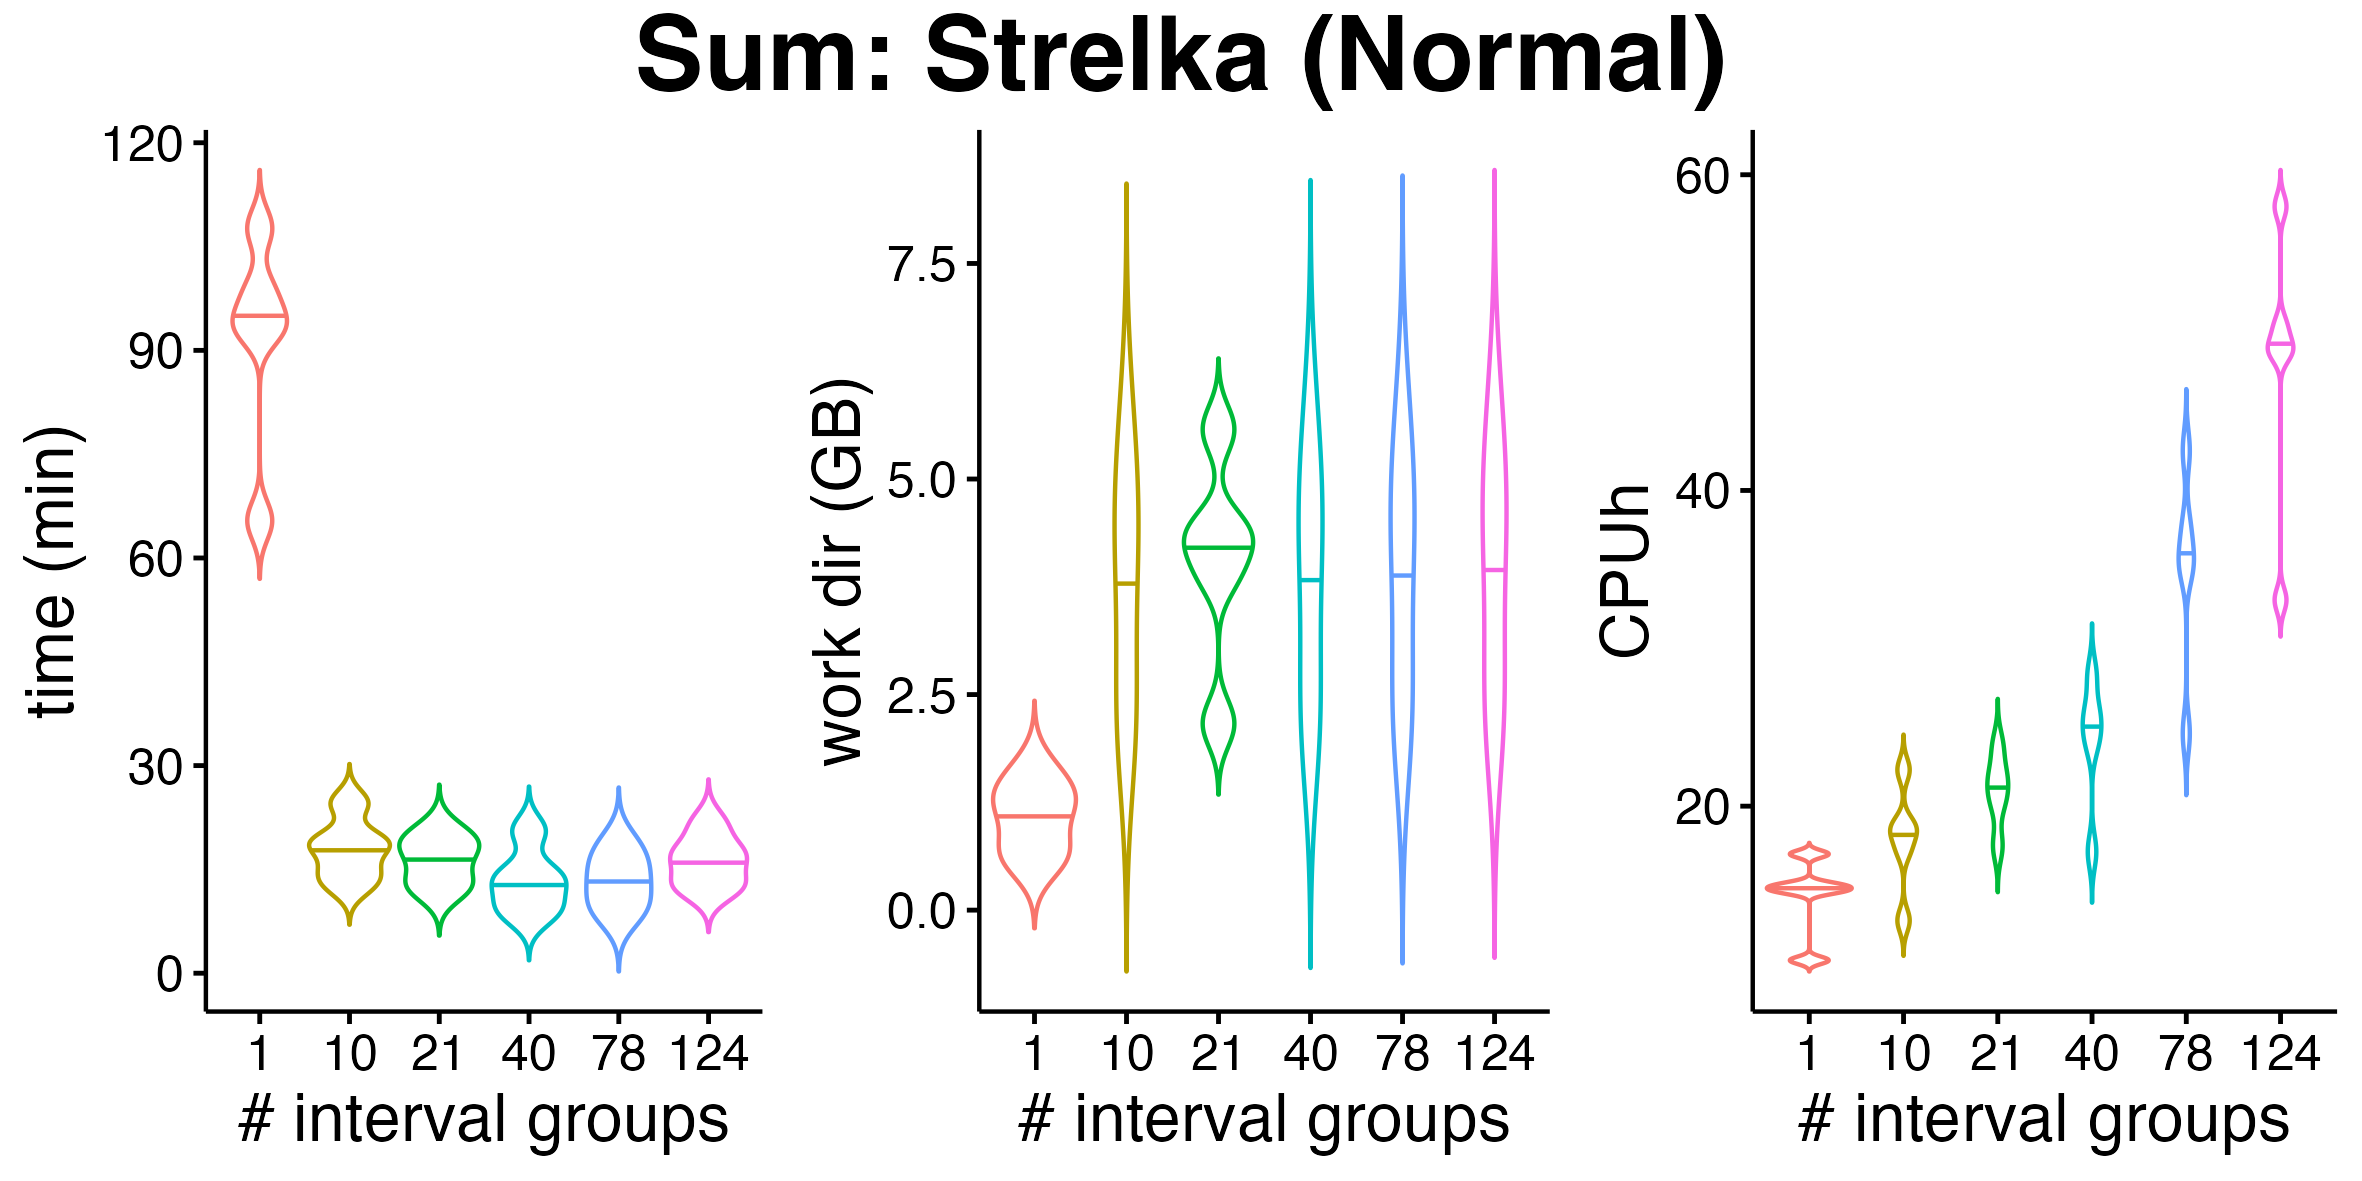 Sum: Strelka (Normal)
time (min)
120
90
60
30
0
1 10 21 40 78 124
# interval groups
work dir (GB)
7.5
5.0
2.5
0.0
1 10 21 40 78 124
# interval groups
CPUh
60
40
20
1 10 21 40 78 124
# interval groups